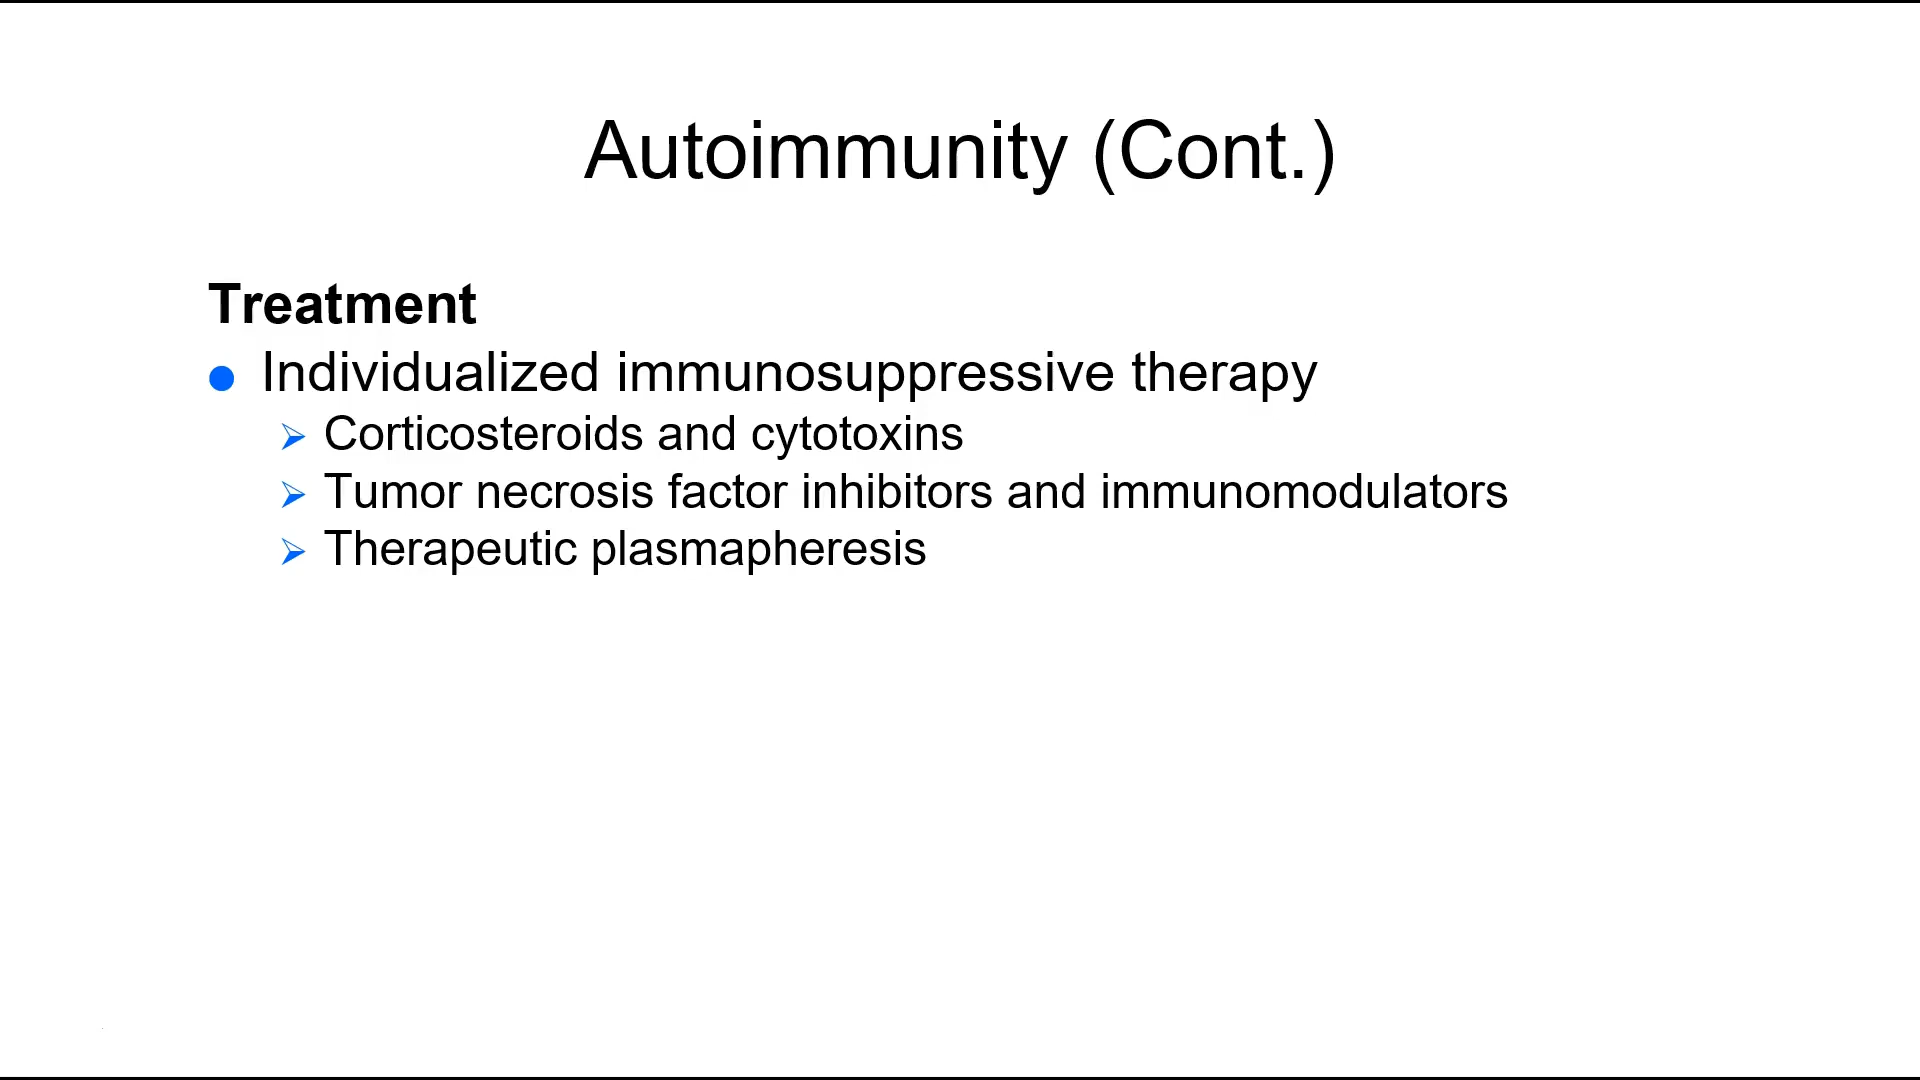 Autoimmunity (Cont.)
Treatment
● Individualized immunosuppressive therapy
➢ Corticosteroids and cytotoxins
➢ Tumor necrosis factor inhibitors and immunomodulators
➢ Therapeutic plasmapheresis